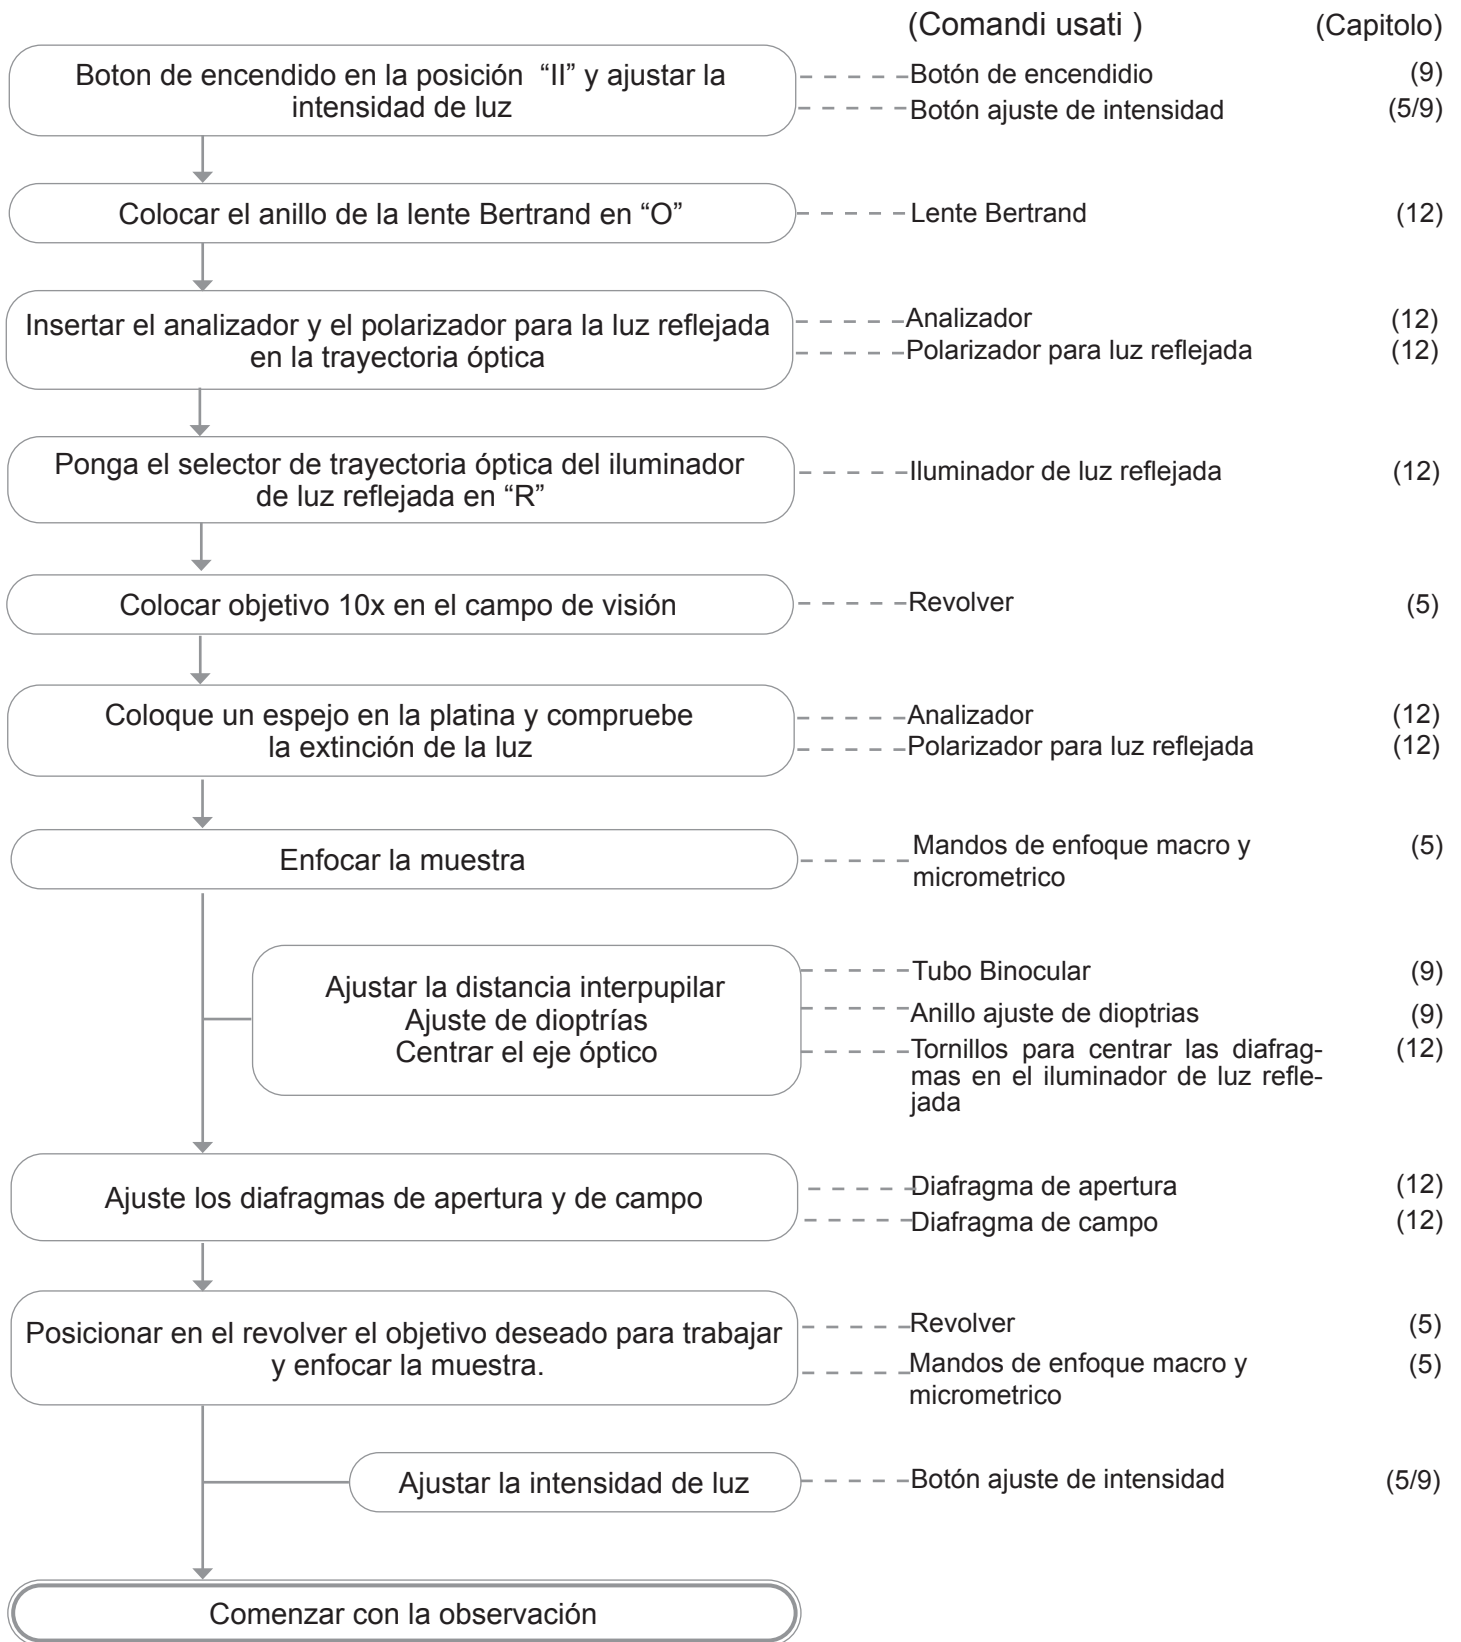 (Comandi usati )
(Capitolo)
Boton de encendido en la posición “II” y ajustar la
intensidad de luz
Botón de encendidio
(9)
Botón ajuste de intensidad
(5/9)
Colocar el anillo de la lente Bertrand en “O”
Lente Bertrand
(12)
Insertar el analizador y el polarizador para la luz reflejada
en la trayectoria óptica
Analizador
(12)
Polarizador para luz reflejada
(12)
Ponga el selector de trayectoria óptica del iluminador
de luz reflejada en “R”
Iluminador de luz reflejada
(12)
Colocar objetivo 10x en el campo de visión
Revolver
(5)
Coloque un espejo en la platina y compruebe
la extinción de la luz
Analizador
(12)
Polarizador para luz reflejada
(12)
Enfocar la muestra
Mandos de enfoque macro y
micrometrico
(5)
Ajustar la distancia interpupilar
Ajuste de dioptrías
Centrar el eje óptico
Tubo Binocular
(9)
Anillo ajuste de dioptrias
(9)
Tornillos para centrar las diafrag-
mas en el iluminador de luz refle-
jada
(12)
Ajuste los diafragmas de apertura y de campo
Diafragma de apertura
(12)
Diafragma de campo
(12)
Posicionar en el revolver el objetivo deseado para trabajar
y enfocar la muestra.
Revolver
(5)
Mandos de enfoque macro y
micrometrico
(5)
Ajustar la intensidad de luz
Botón ajuste de intensidad
(5/9)
Comenzar con la observación